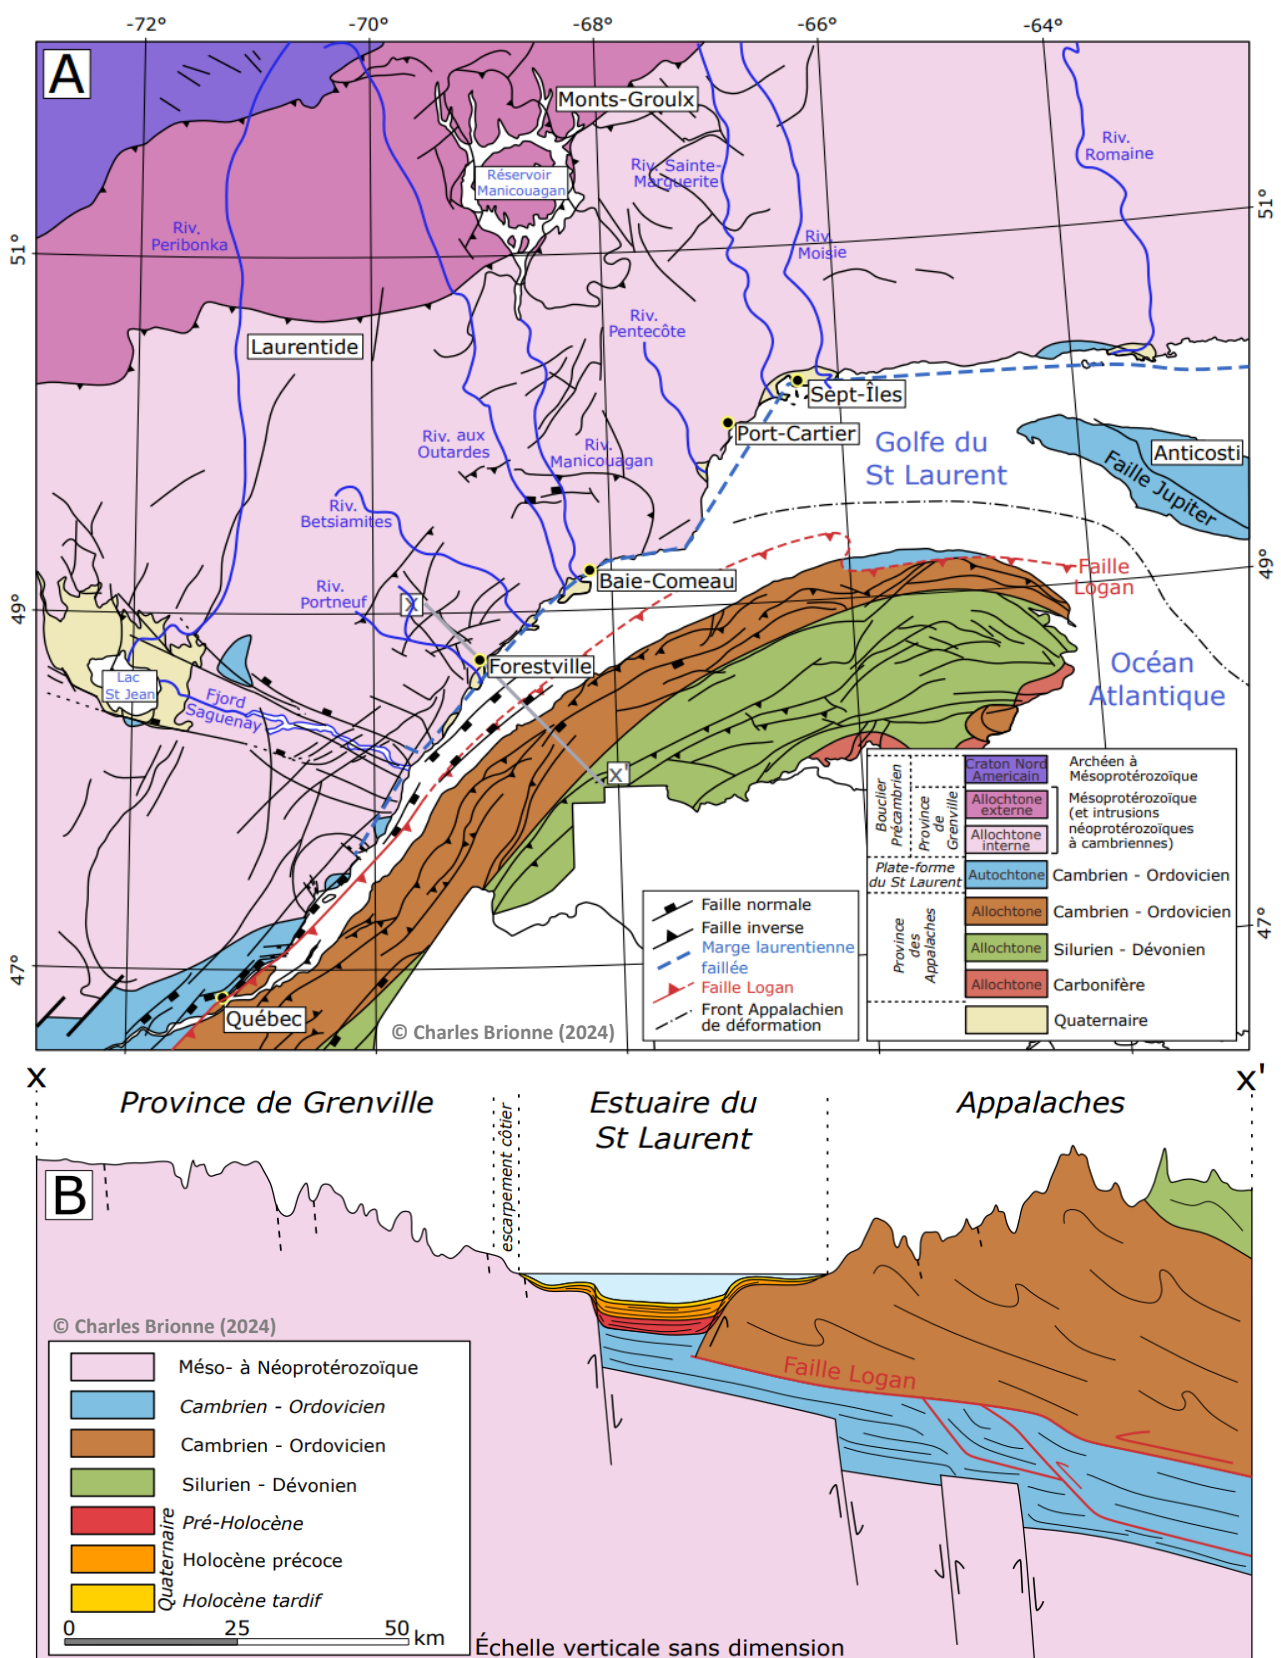 -72°
-70°
-68°
-66°
-64°
A
Monts-Groulx
Riv.
Romaine
Réservoir
Manicouagan
Riv. Sainte-
Marguerite
51°
51°
Riv.
Peribonka
Riv.
Moisie
Riv.
Pentecôte
Laurentide
Sept-Îles
Port-Cartier
Golfe du
St Laurent
Anticosti
Faille Jupiter
Riv. aux
Outardes
Riv.
Manicouagan
Riv.
Betsiamites
49°
49°
Baie-Comeau
Faille
Logan
Riv.
Portneuf
X
Forestville
Océan
Atlantique
Lac
St Jean
Fjord
Saguenay
X'
Bouclier
Précambrien
Province
de
Grenville
Craton Nord
Americain
Archéen à
Mésoprotérozoïque
Allochtone
externe
Allochtone
interne
Mésoprotérozoïque
(et intrusions
néoprotérozoïques
à cambriennes)
Plate-forme
du St Laurent
Autochtone
Cambrien - Ordovicien
Province
des
Appalaches
Allochtone
Cambrien - Ordovicien
Allochtone
Silurien - Dévonien
Allochtone
Carbonifère
Quaternaire
Faille normale
Faille inverse
Marge laurentienne
faillée
Faille Logan
Front Appalachien
de déformation
47°
47°
Québec
© Charles Brionne (2024)
X
X'
Province de Grenville
escarpement côtier
Estuaire du
St Laurent
Appalaches
B
© Charles Brionne (2024)
Faille Logan
Méso- à Néoprotérozoïque
Cambrien - Ordovicien
Cambrien - Ordovicien
Silurien - Dévonien
Quaternaire
Pré-Holocène
Holocène précoce
Holocène tardif
0
25
50
km
Échelle verticale sans dimension